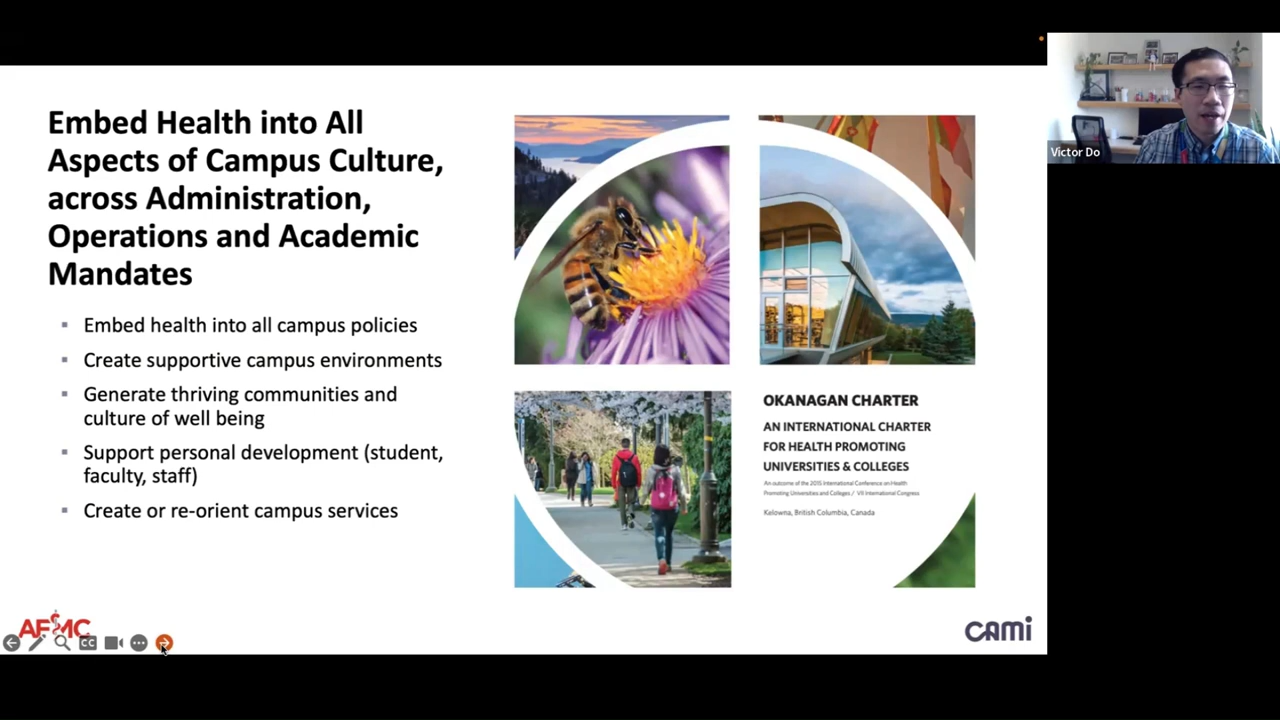 Embed Health into All
Aspects of Campus Culture,
across Administration,
Operations and Academic
Mandates
Embed health into all campus policies
Create supportive campus environments
Generate thriving communities and
culture of well being
Support personal development (student,
faculty, staff)
Create or re-orient campus services
OKANAGAN CHARTER
AN INTERNATIONAL CHARTER
FOR HEALTH PROMOTING
UNIVERSITIES & COLLEGES
An outcome of the 2015 International Conference on Health
Promoting Universities and Colleges / VII International Congress
Kelowna, British Columbia, Canada
AFMC
CC
CAMi
Victor Do